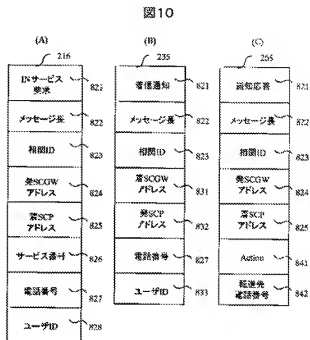 図10
(A)
216
INサービス
要求
821
メッセージ長
822
相関ID
823
発SCGW
アドレス
824
着SCP
アドレス
825
サービス番号
826
電話番号
827
ユーザID
828
(B)
235
着信通知
821
メッセージ長
822
相関ID
823
着SCGW
アドレス
831
発SCP
アドレス
832
電話番号
827
ユーザID
833
(C)
265
821
メッセージ長
822
相関ID
823
発SCGW
アドレス
824
着SCP
アドレス
825
Action
841
転送発
電話番号
842